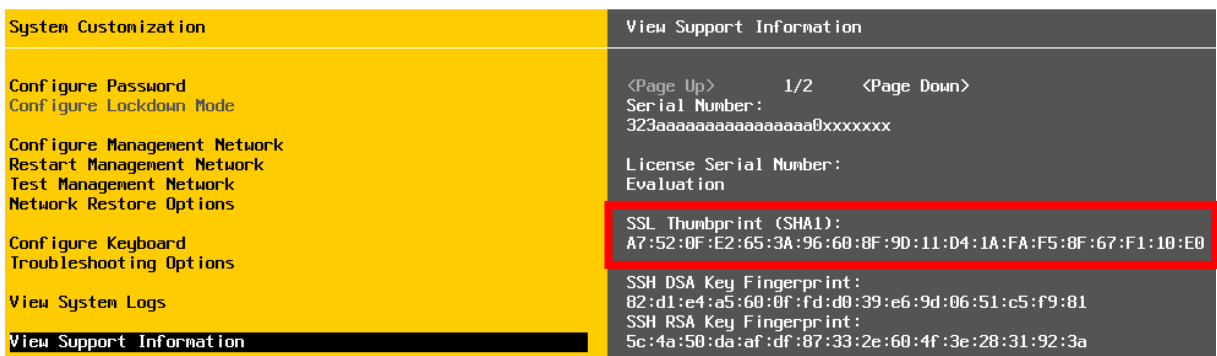 System Customization
View Support Information
Configure Password
Configure Lockdown Mode
Configure Management Network
Restart Management Network
Test Management Network
Network Restore Options
Configure Keyboard
Troubleshooting Options
View System Logs
View Support Information
<Page Up> 1/2 <Page Down>
Serial Number:
323aaaaaaaaaaaaaaaa0xxxxxxx
License Serial Number:
Evaluation
SSL Thumbprint (SHA1):
A7:52:0F:E2:65:3A:96:60:8F:9D:11:D4:1A:FA:F5:8F:67:F1:10:E0
SSH DSA Key Fingerprint:
82:d1:e4:a5:60:0f:fd:d0:39:e6:9d:06:51:c5:f9:81
SSH RSA Key Fingerprint:
5c:4a:50:da:af:df:87:33:2e:60:4f:3e:28:31:92:3a